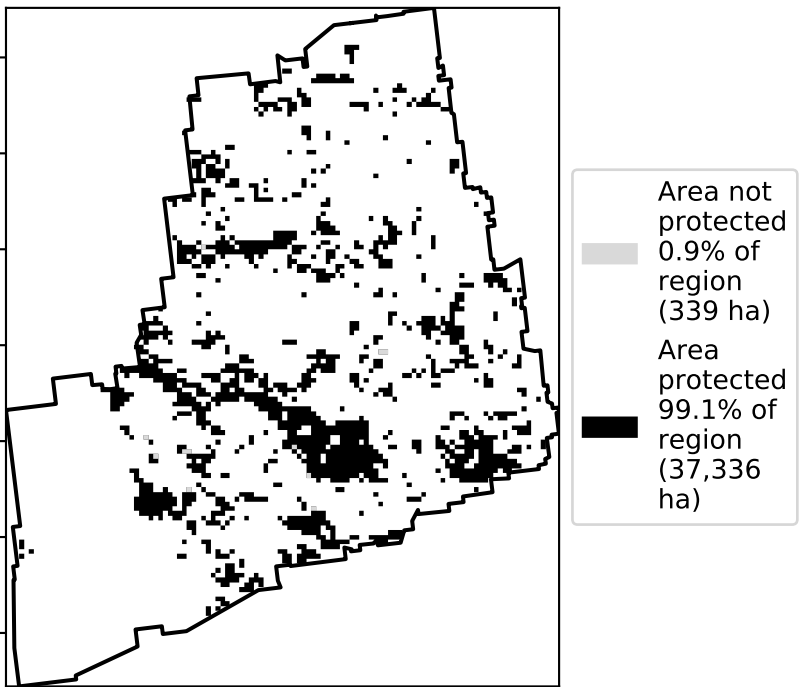 Area not
protected
0.9% of
region
(339 ha)
Area
protected
99.1% of
region
(37,336
ha)